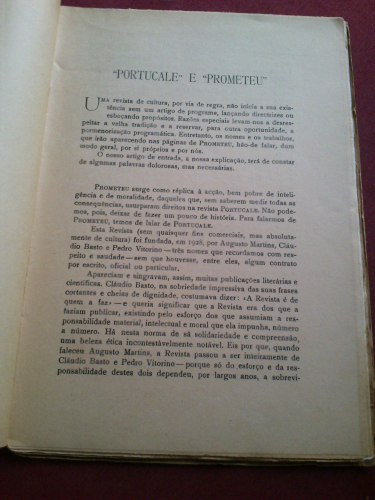 "PORTUCALE" E "PROMETEU"
UMA revista de cultura, por via de regra, não inicia a sua exis-
tência sem um artigo de programa, lançando directrizes ou
esboçando propósitos. Razões especiais levam-nos a desres-
peitar a velha tradição e a reservar, para outra oportunidade, a
pormenorização programática. Entretanto, os nomes e os trabalhos,
que irão aparecendo nas páginas de PROMETEU, hão-de falar, dum
modo geral, por si próprios e por nós.
O nosso artigo de entrada, a nossa explicação, terá de constar
de algumas palavras dolorosas, mas necessárias.
PROMETEU surge como réplica à acção, bem pobre de inteli-
gência e de moralidade, daqueles que, sem saberem medir todas as
consequências, usurparam direitos na revista PORTUCALE. Não pode-
mos, pois, deixar de fazer um pouco de história. Para falarmos de
PROMETEU, temos de falar de PORTUCALE.
Esta Revista (sem quaisquer fins comerciais, mas absoluta-
mente de cultura) foi fundada, em 1928, por Augusto Martins, Cláu-
dio Basto e Pedro Vitorino — três nomes que recordamos com res-
peito e saudade — sem que houvesse, entre eles, algum contrato
por escrito, oficial ou particular.
Apareciam e singravam, assim, muitas publicações literárias e
científicas. Cláudio Basto, na sobriedade impressiva das suas frases
cortantes e cheias de dignidade, costumava dizer: «A Revista é de
quem a faz» — e queria significar que a Revista era dos que a
faziam publicar, existindo pelo esforço dos que assumiam a res-
ponsabilidade material, intelectual e moral que ela impunha, número
a número. Há nesta norma de sã solidariedade e compreensão,
uma beleza ética incontestàvelmente notável. Eis por que, quando
faleceu Augusto Martins, a Revista passou a ser inteiramente de
Cláudio Basto e Pedro Vitorino — porque só do esforço e da res-
ponsabilidade destes dois dependeu, por largos anos, a sobrevi-